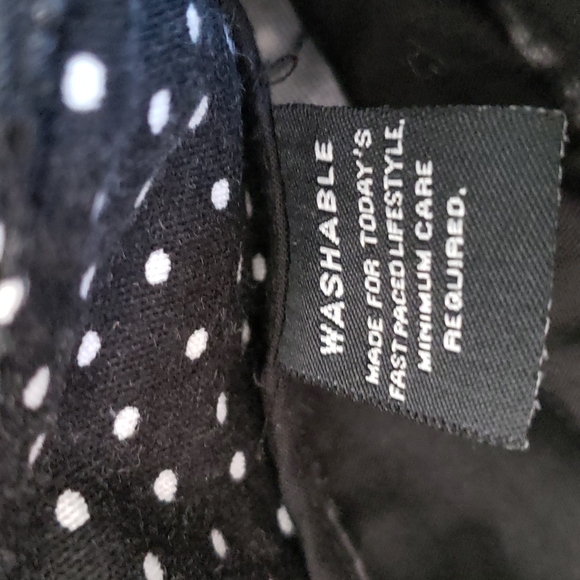 WASHABLE
MADE FOR TODAY'S
FAST PACED LIFESTYLE.
MINIMUM CARE
REQUIRED.